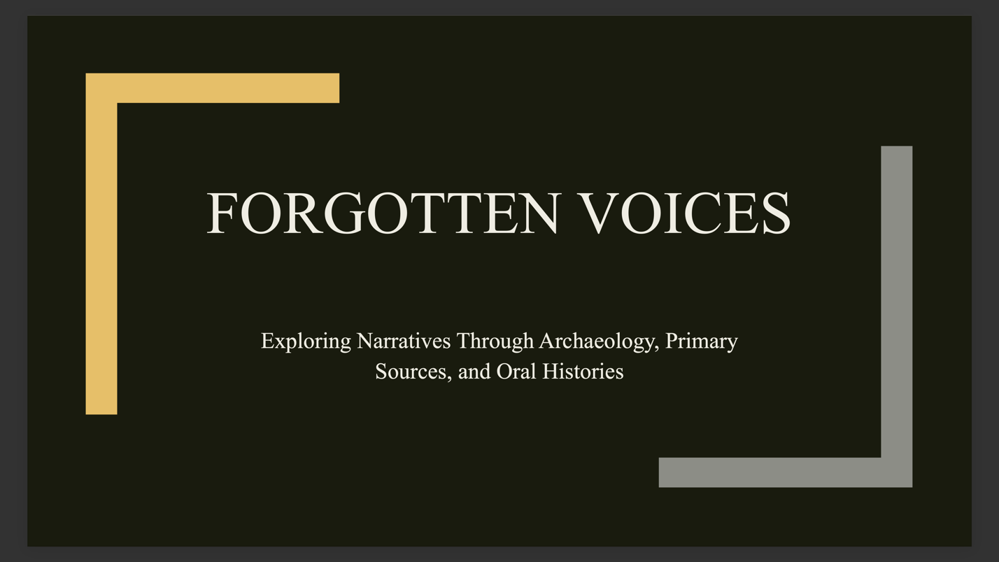 FORGOTTEN VOICES
Exploring Narratives Through Archaeology, Primary
Sources, and Oral Histories